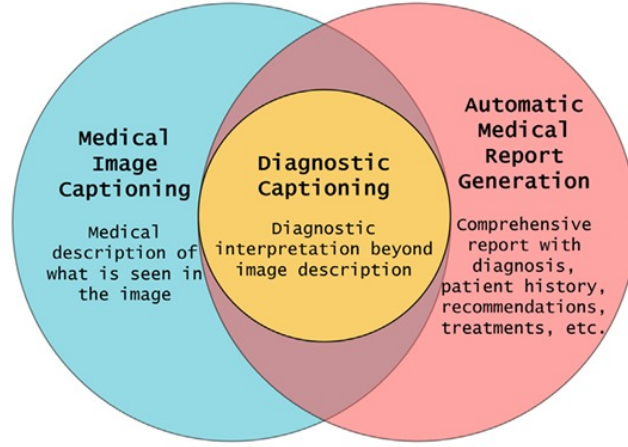 Medical
Image
Captioning
Medical
description of
what is seen in
the image
Diagnostic
Captioning
Diagnostic
interpretation beyond
image description
Automatic
Medical
Report
Generation
Comprehensive
report with
diagnosis,
patient history,
recommendations,
treatments, etc.